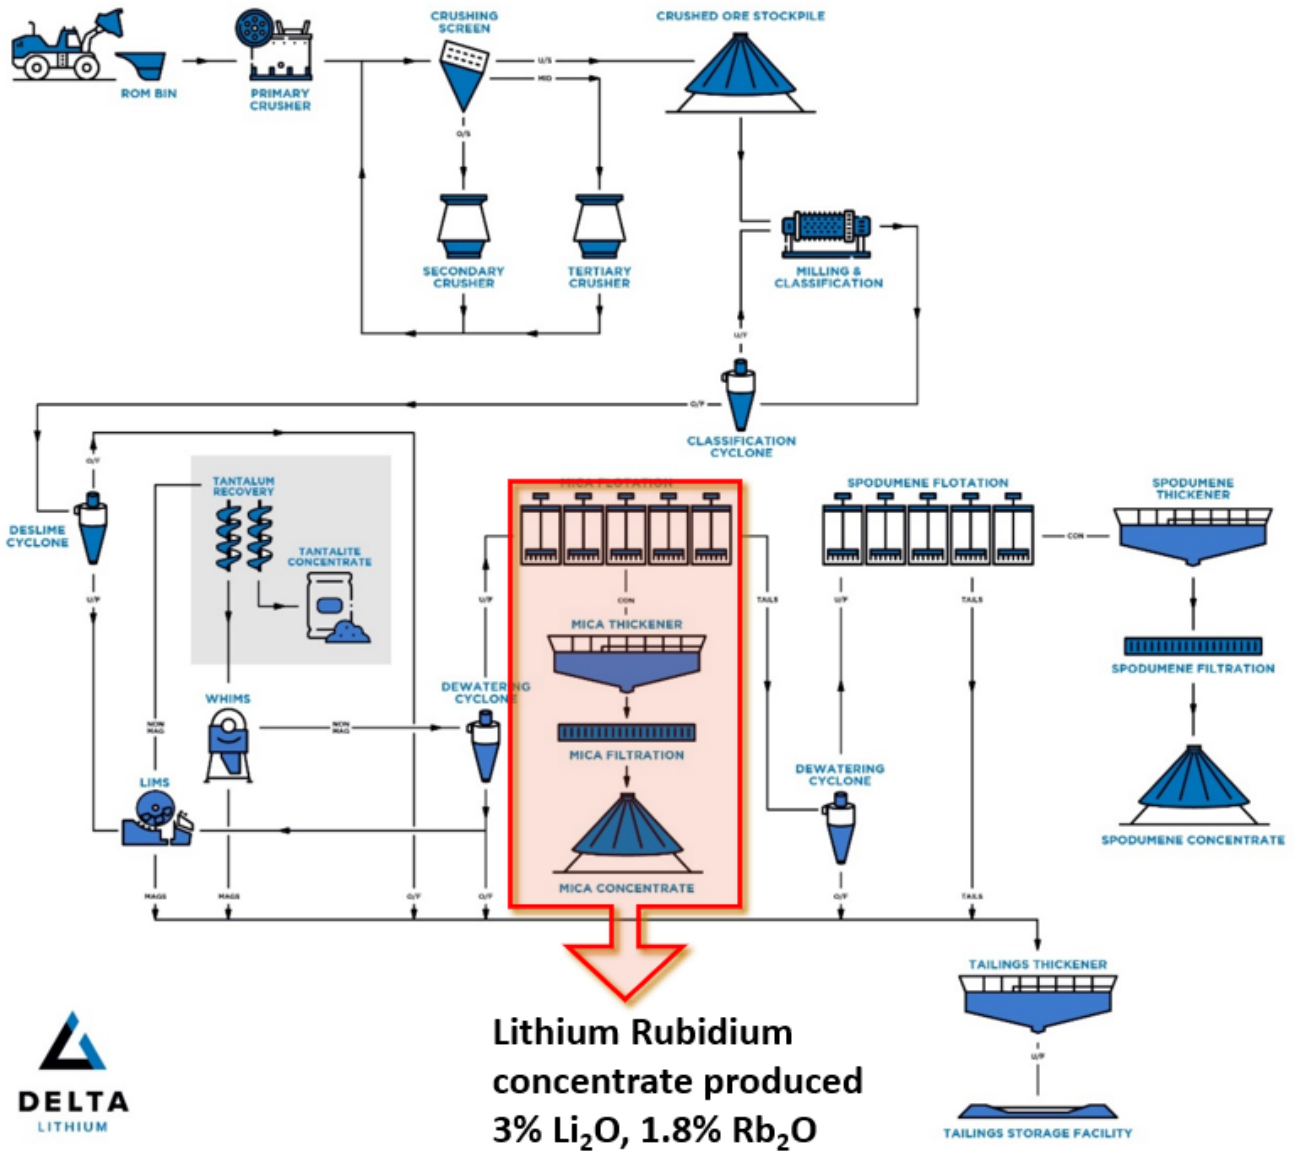 CRUSHING
SCREEN
CRUSHED ORE STOCKPILE
ROM BIN
PRIMARY
CRUSHER
U/S
MID
O/S
SECONDARY
CRUSHER
TERTIARY
CRUSHER
MILLING &
CLASSIFICATION
U/F
O/F
CLASSIFICATION
CYCLONE
O/F
DESLIME
CYCLONE
U/F
TANTALUM
RECOVERY
TANTALITE
CONCENTRATE
WHIMS
NON
MAG
NON
MAG
LIMS
MAGS
MAGS
O/F
DEWATERING
CYCLONE
U/F
O/F
MICA FLOTATION
CON
MICA THICKENER
MICA FILTRATION
MICA CONCENTRATE
TAILS
SPODUMENE FLOTATION
U/F
TAILS
DEWATERING
CYCLONE
O/F
TAILS
CON
SPODUMENE
THICKENER
SPODUMENE FILTRATION
SPODUMENE CONCENTRATE
TAILINGS THICKENER
U/F
TAILINGS STORAGE FACILITY
Lithium Rubidium
concentrate produced
3% Li₂O, 1.8% Rb₂O
DELTA
LITHIUM